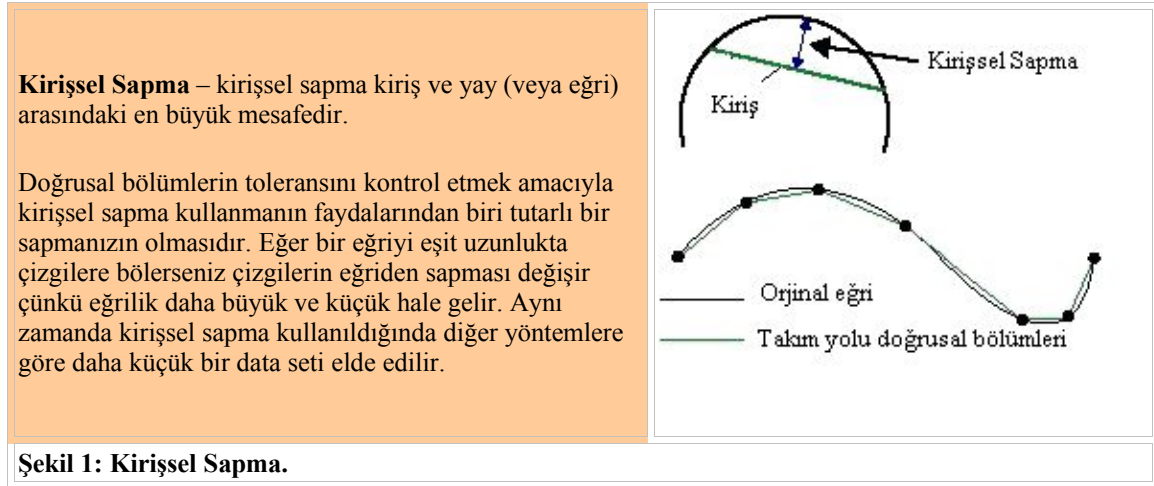 Kirişsel Sapma – kirişsel sapma kiriş ve yay (veya eğri)
arasındaki en büyük mesafedir.
Doğrusal bölümlerin toleransını kontrol etmek amacıyla
kirişsel sapma kullanmanın faydalarından biri tutarlı bir
sapmanızın olmasıdır. Eğer bir eğriyi eşit uzunlukta
çizgilere bölerseniz çizgilerin eğriden sapması değişir
çünkü eğrilik daha büyük ve küçük hale gelir. Aynı
zamanda kirişsel sapma kullanıldığında diğer yöntemlere
göre daha küçük bir data seti elde edilir.
Kirişsel Sapma
Kiriş
Orjinal eğri
Takım yolu doğrusal bölümleri
Şekil 1: Kirişsel Sapma.